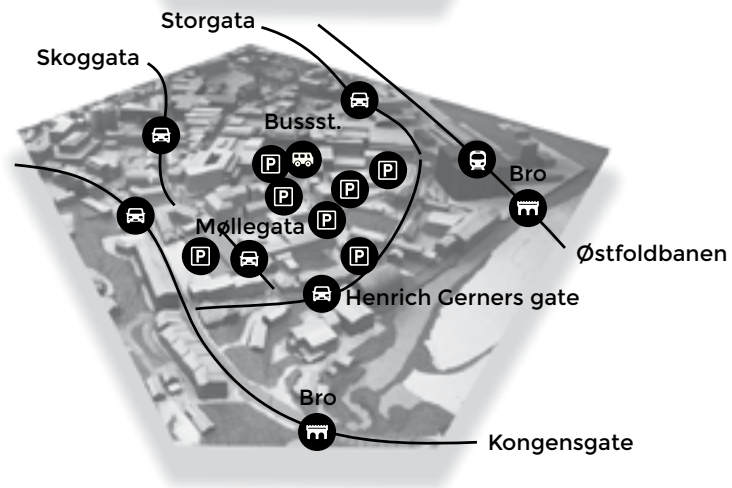 Storgata
Skoggata
Bussst.
P
P
P
P
Bro
P
Møllegata
P
P
Østfoldbanen
Henrich Gerners gate
Bro
Kongensgate